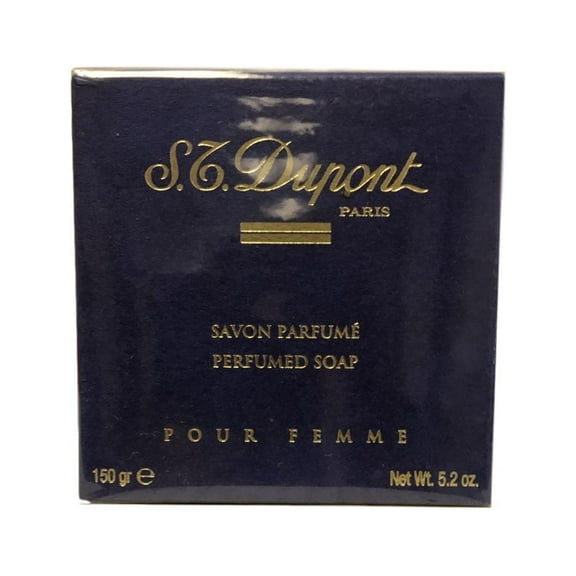 S.T. Dupont
PARIS
SAVON PARFUMÉ
PERFUMED SOAP
POUR FEMME
150 gr ℮ Net Wt. 5.2 oz.